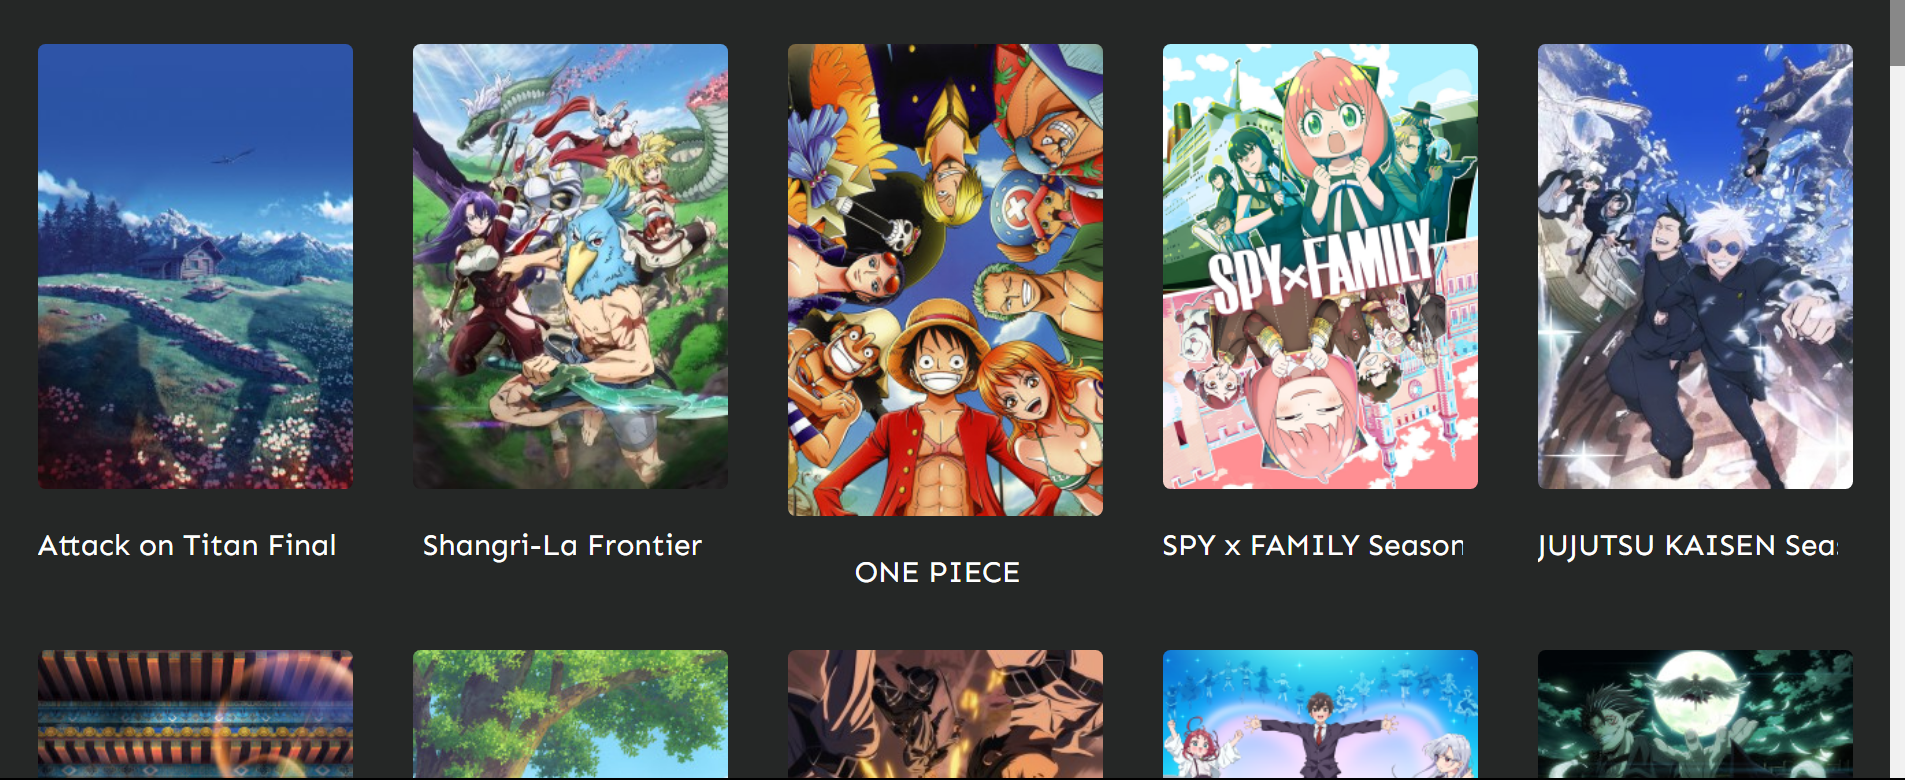 SPY×FAMILY
Attack on Titan Final
Shangri-La Frontier
ONE PIECE
SPY x FAMILY Season
JUJUTSU KAISEN Sea